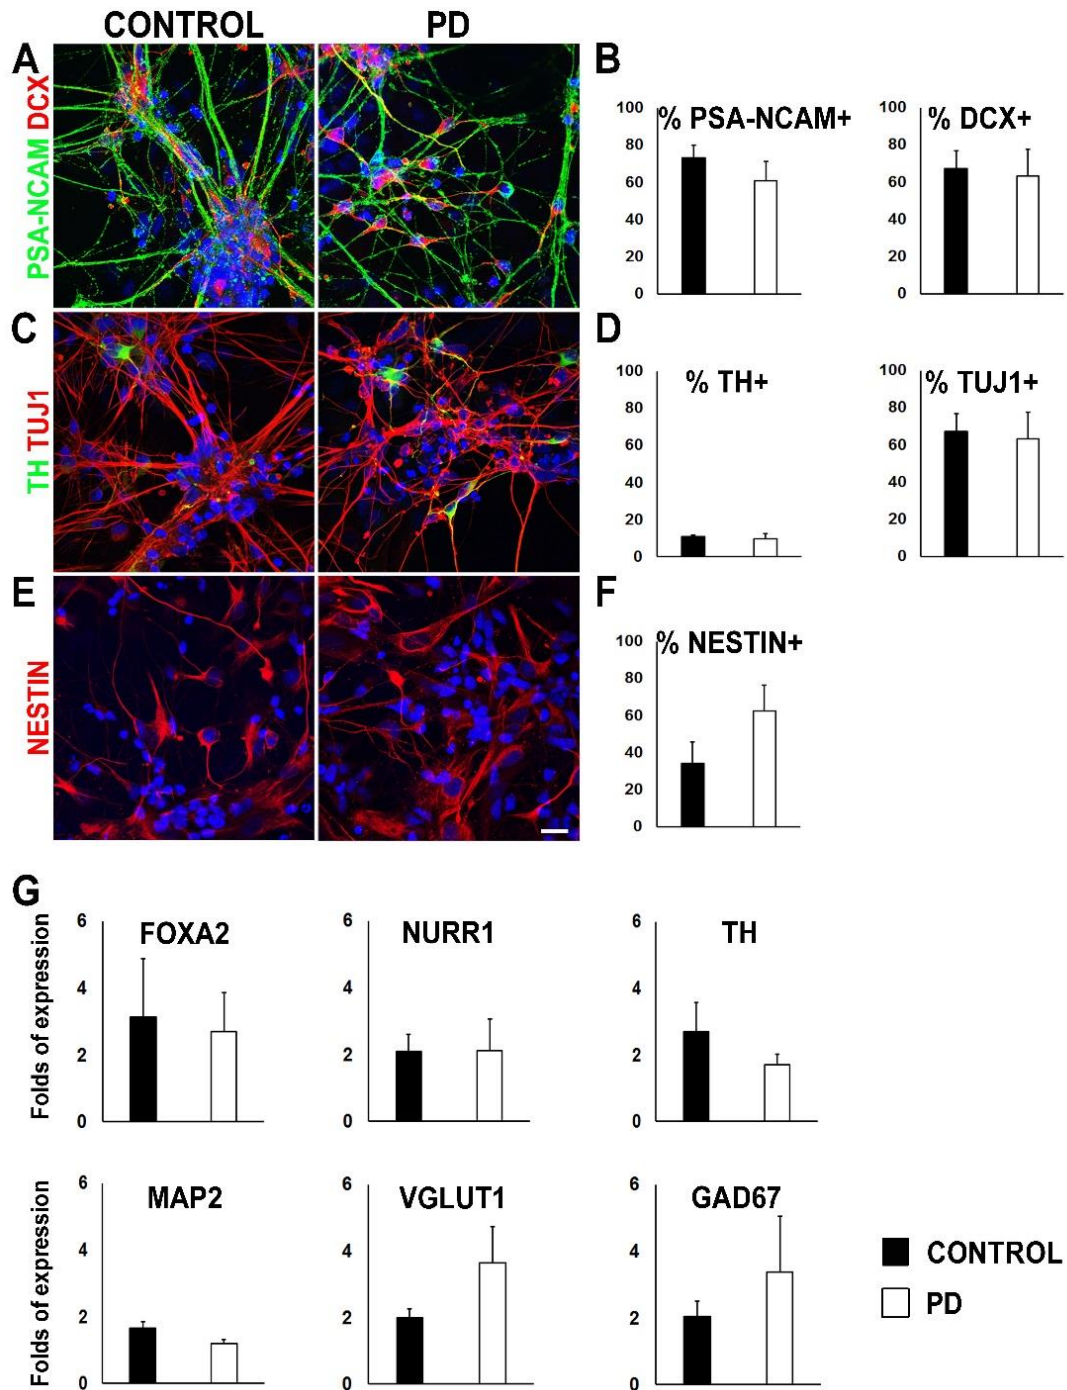 CONTROL PD
A
PSA-NCAM DCX
B
% PSA-NCAM+
100
80
60
40
20
0
% DCX+
100
80
60
40
20
0
C
TH TUJ1
D
% TH+
100
80
60
40
20
0
% TUJ1+
100
80
60
40
20
0
E
NESTIN
F
% NESTIN+
100
80
60
40
20
0
G
Folds of expression
FOXA2
6
4
2
0
NURR1
6
4
2
0
TH
6
4
2
0
Folds of expression
MAP2
6
4
2
0
VGLUT1
6
4
2
0
GAD67
6
4
2
0
CONTROL
PD